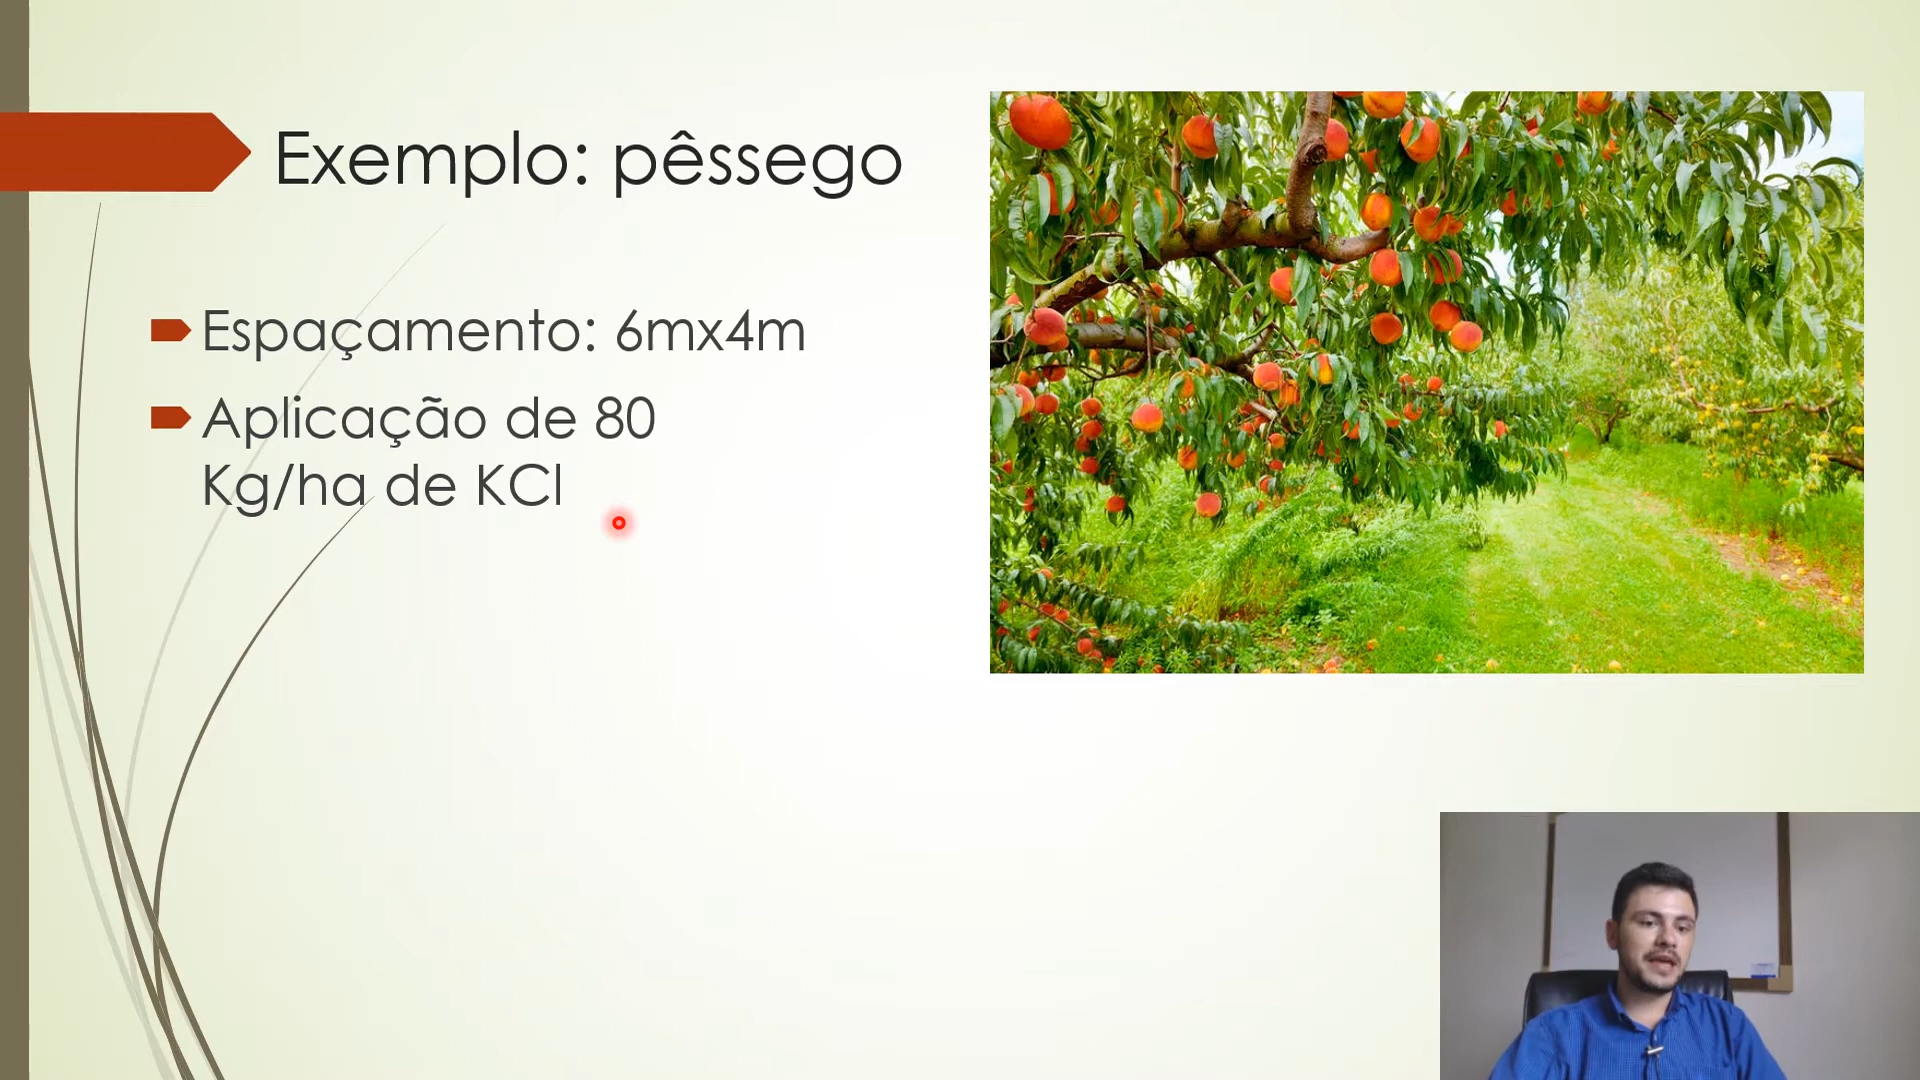 Exemplo: pêssego
Espaçamento: 6mx4m
Aplicação de 80
Kg/ha de KCl